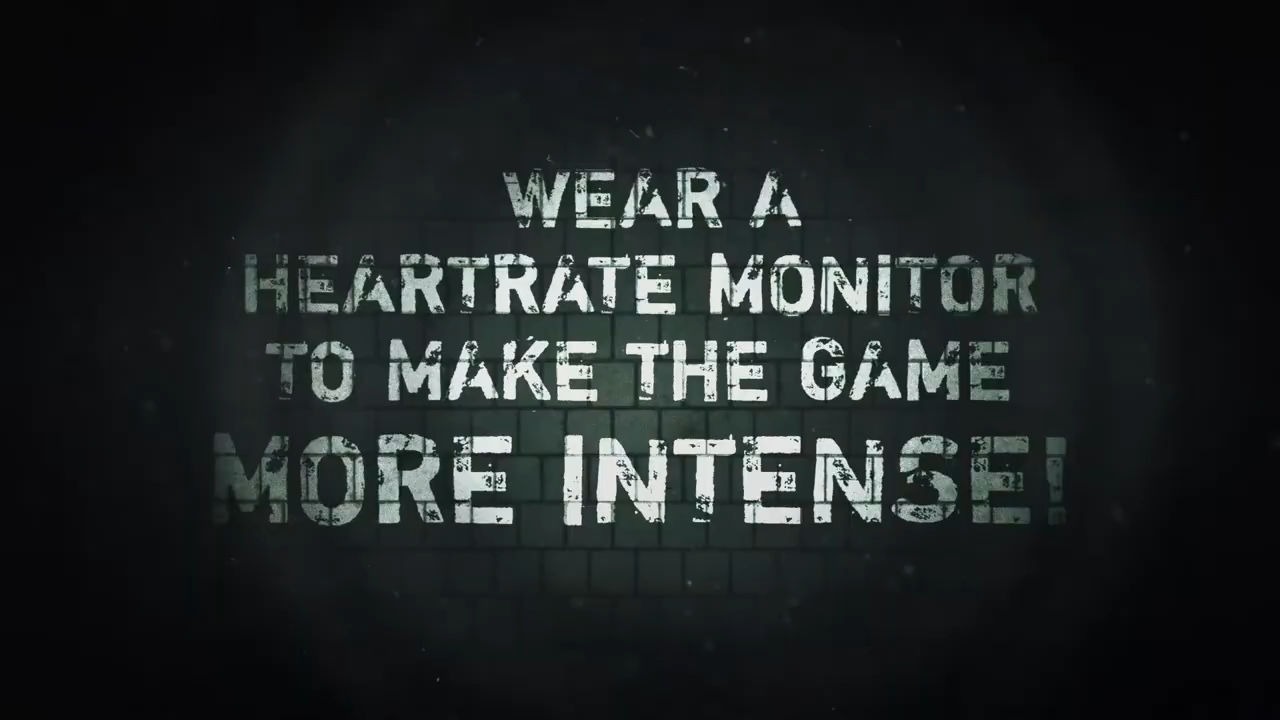 WEAR A
HEARTRATE MONITOR
TO MAKE THE GAME
MORE INTENSE!